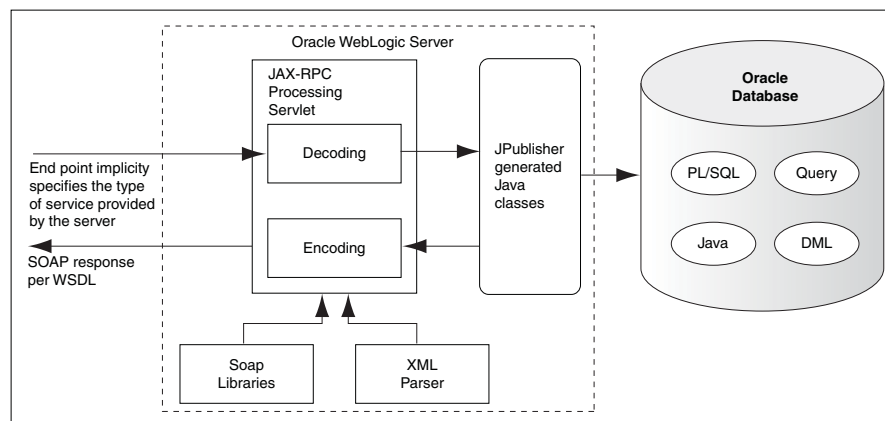 Oracle WebLogic Server
JAX-RPC
Processing
Servlet
Decoding
End point implicity
specifies the type
of service provided
by the server
Encoding
SOAP response
per WSDL
JPublisher
generated
Java
classes
Oracle
Database
PL/SQL
Query
Java
DML
Soap
Libraries
XML
Parser